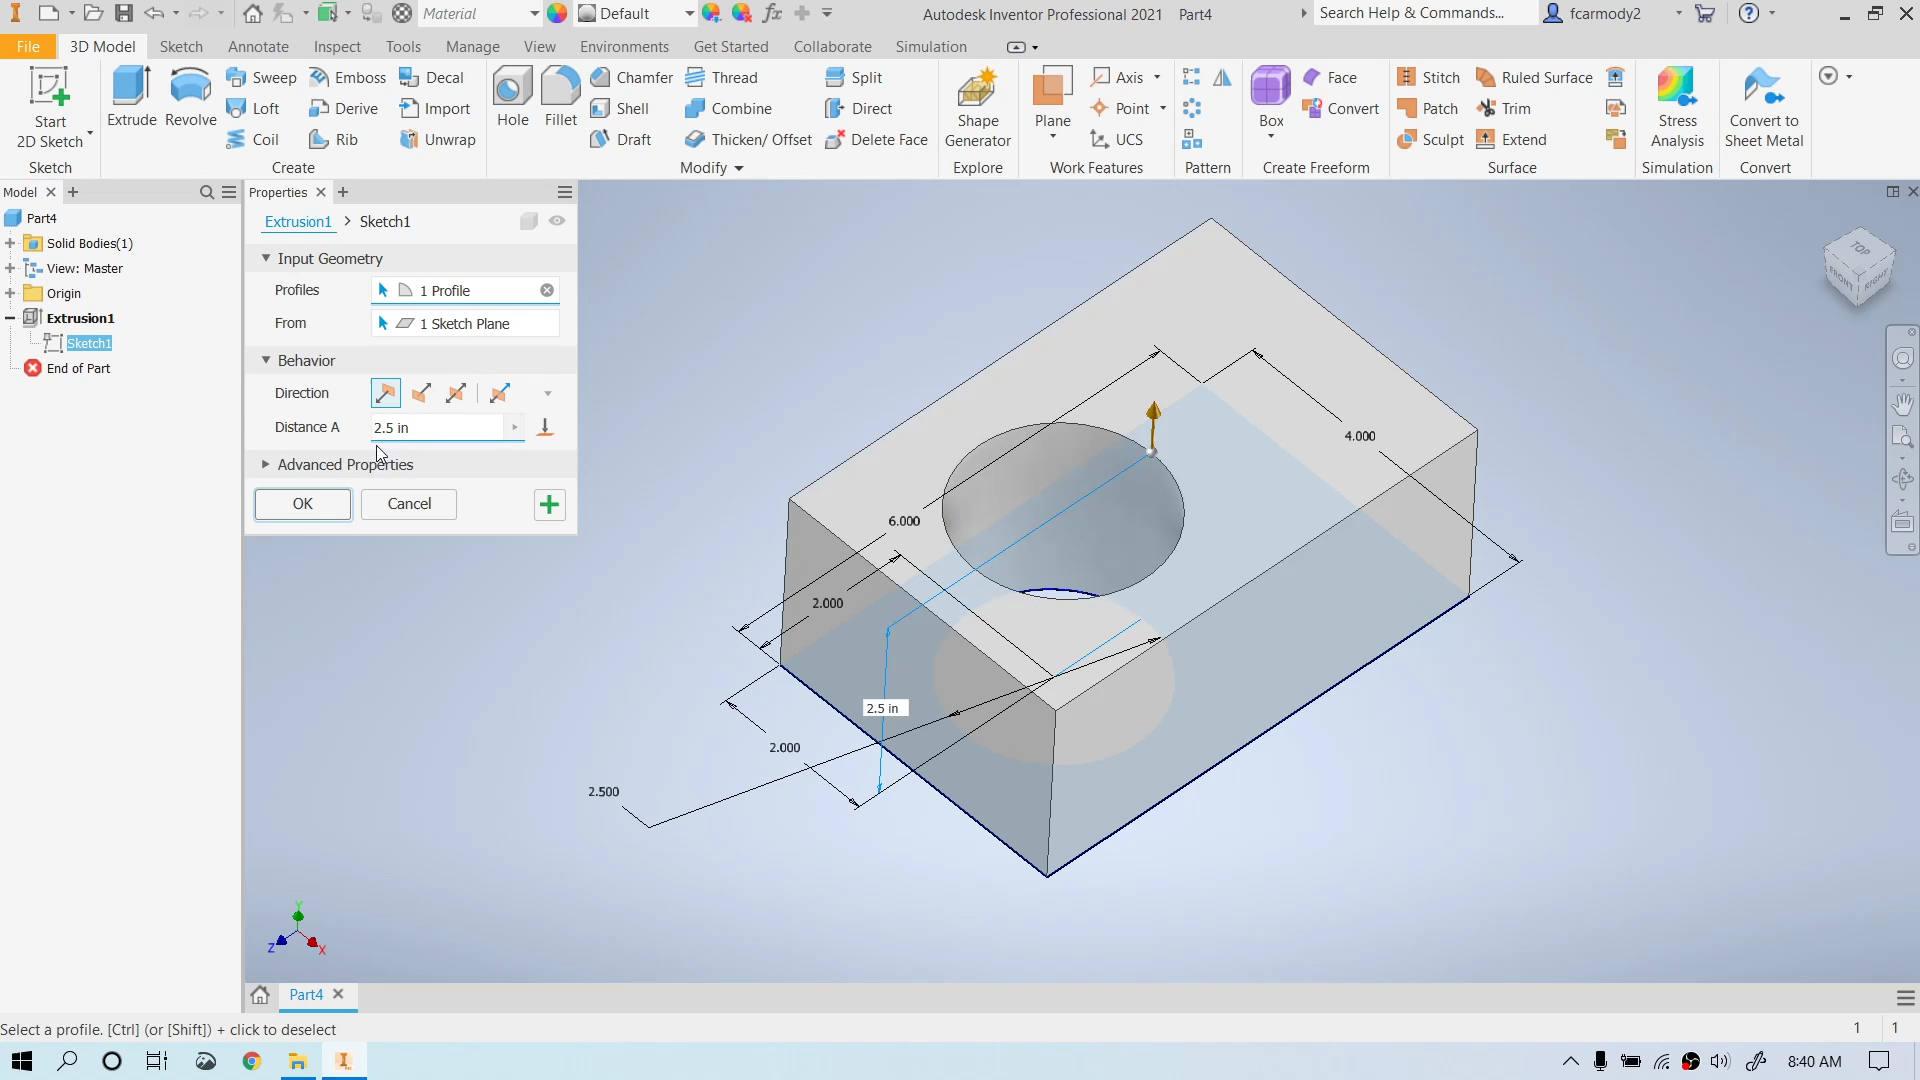 Material
Default
Autodesk Inventor Professional 2021 Part4
Search Help & Commands...
fcarmody2
File 3D Model Sketch Annotate Inspect Tools Manage View Environments Get Started Collaborate Simulation
Start
2D Sketch
Sketch
Extrude
Revolve
Sweep
Loft
Coil
Emboss
Derive
Rib
Decal
Import
Unwrap
Create
Hole
Fillet
Chamfer
Shell
Draft
Thread
Combine
Thicken/ Offset
Split
Direct
Delete Face
Modify
Shape
Generator
Explore
Plane
Axis
Point
UCS
Work Features
Pattern
Box
Face
Convert
Create Freeform
Stitch
Patch
Sculpt
Ruled Surface
Trim
Extend
Surface
Stress
Analysis
Simulation
Convert to
Sheet Metal
Convert
Model
Part4
Solid Bodies(1)
View: Master
Origin
Extrusion1
Sketch1
End of Part
Properties
Extrusion1 > Sketch1
Input Geometry
Profiles 1 Profile
From 1 Sketch Plane
Behavior
Direction
Distance A 2.5 in
Advanced Properties
OK Cancel
TOP
FRONT
RIGHT
4.000
6.000
2.000
2.5 in
2.000
2.500
Y
Z
X
Part4
Select a profile. [Ctrl] (or [Shift]) + click to deselect
1 1
8:40 AM